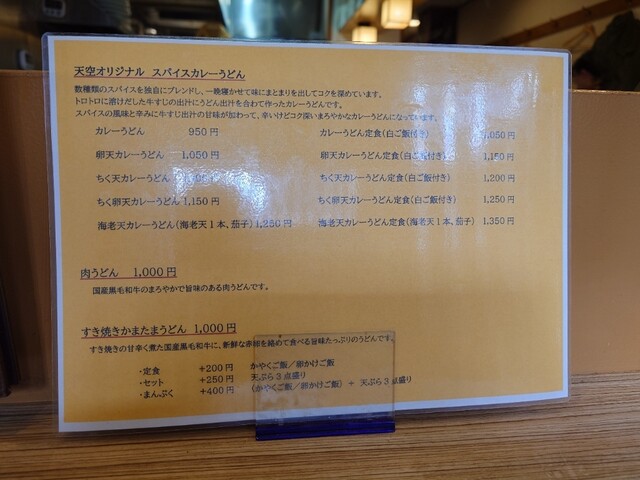 天空オリジナル　スパイスカレーうどん
数種類のスパイスを独自にブレンドし、一晩寝かせて味にまとまりを出してコクを深めています。
トロトロに溶けだした牛すじの出汁にうどん出汁を合わせて作ったカレーうどんです。
スパイスの風味と辛みに牛すじ出汁の甘味が加わって、辛いけどコク深いまろやかなカレーうどんになっています。
カレーうどん　950円　カレーうどん定食(白ご飯付き)　1,050円
卵天カレーうどん　1,050円　卵天カレーうどん定食(白ご飯付き)　1,150円
ちく天カレーうどん　円　ちく天カレーうどん定食(白ご飯付き)　1,200円
ちく卵天カレーうどん　1,150円　ちく卵天カレーうどん定食(白ご飯付き)　1,250円
海老天カレーうどん(海老天1本、茄子)　1,250円　海老天カレーうどん定食(海老天1本、茄子)　1,350円
肉うどん　1,000円
国産黒毛和牛のまろやかで旨味のある肉うどんです。
すき焼きかまたまうどん　1,000円
すき焼きの甘辛く煮た国産黒毛和牛に、新鮮な赤卵を絡めて食べる旨味たっぷりのうどんです。
・定食　+200円　かやくご飯／卵かけご飯
・セット　+250円　天ぷら3点盛り
・まんぷく　+400円　(かやくご飯／卵かけご飯)　+　天ぷら3点盛り